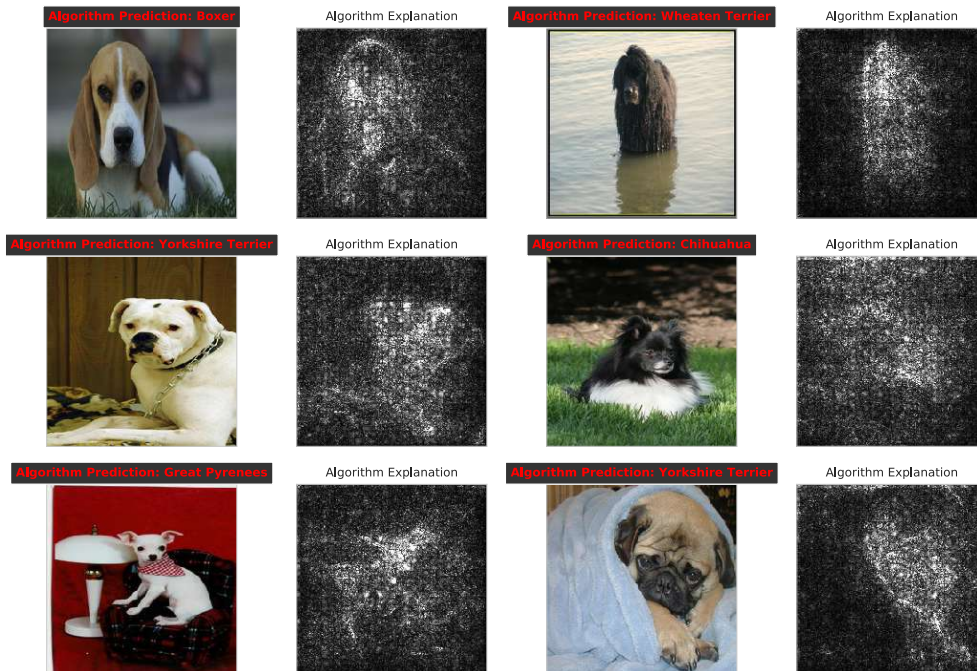 Algorithm Prediction: Boxer
Algorithm Explanation
Algorithm Prediction: Wheaten Terrier
Algorithm Explanation
Algorithm Prediction: Yorkshire Terrier
Algorithm Explanation
Algorithm Prediction: Chihuahua
Algorithm Explanation
Algorithm Prediction: Great Pyrenees
Algorithm Explanation
Algorithm Prediction: Yorkshire Terrier
Algorithm Explanation